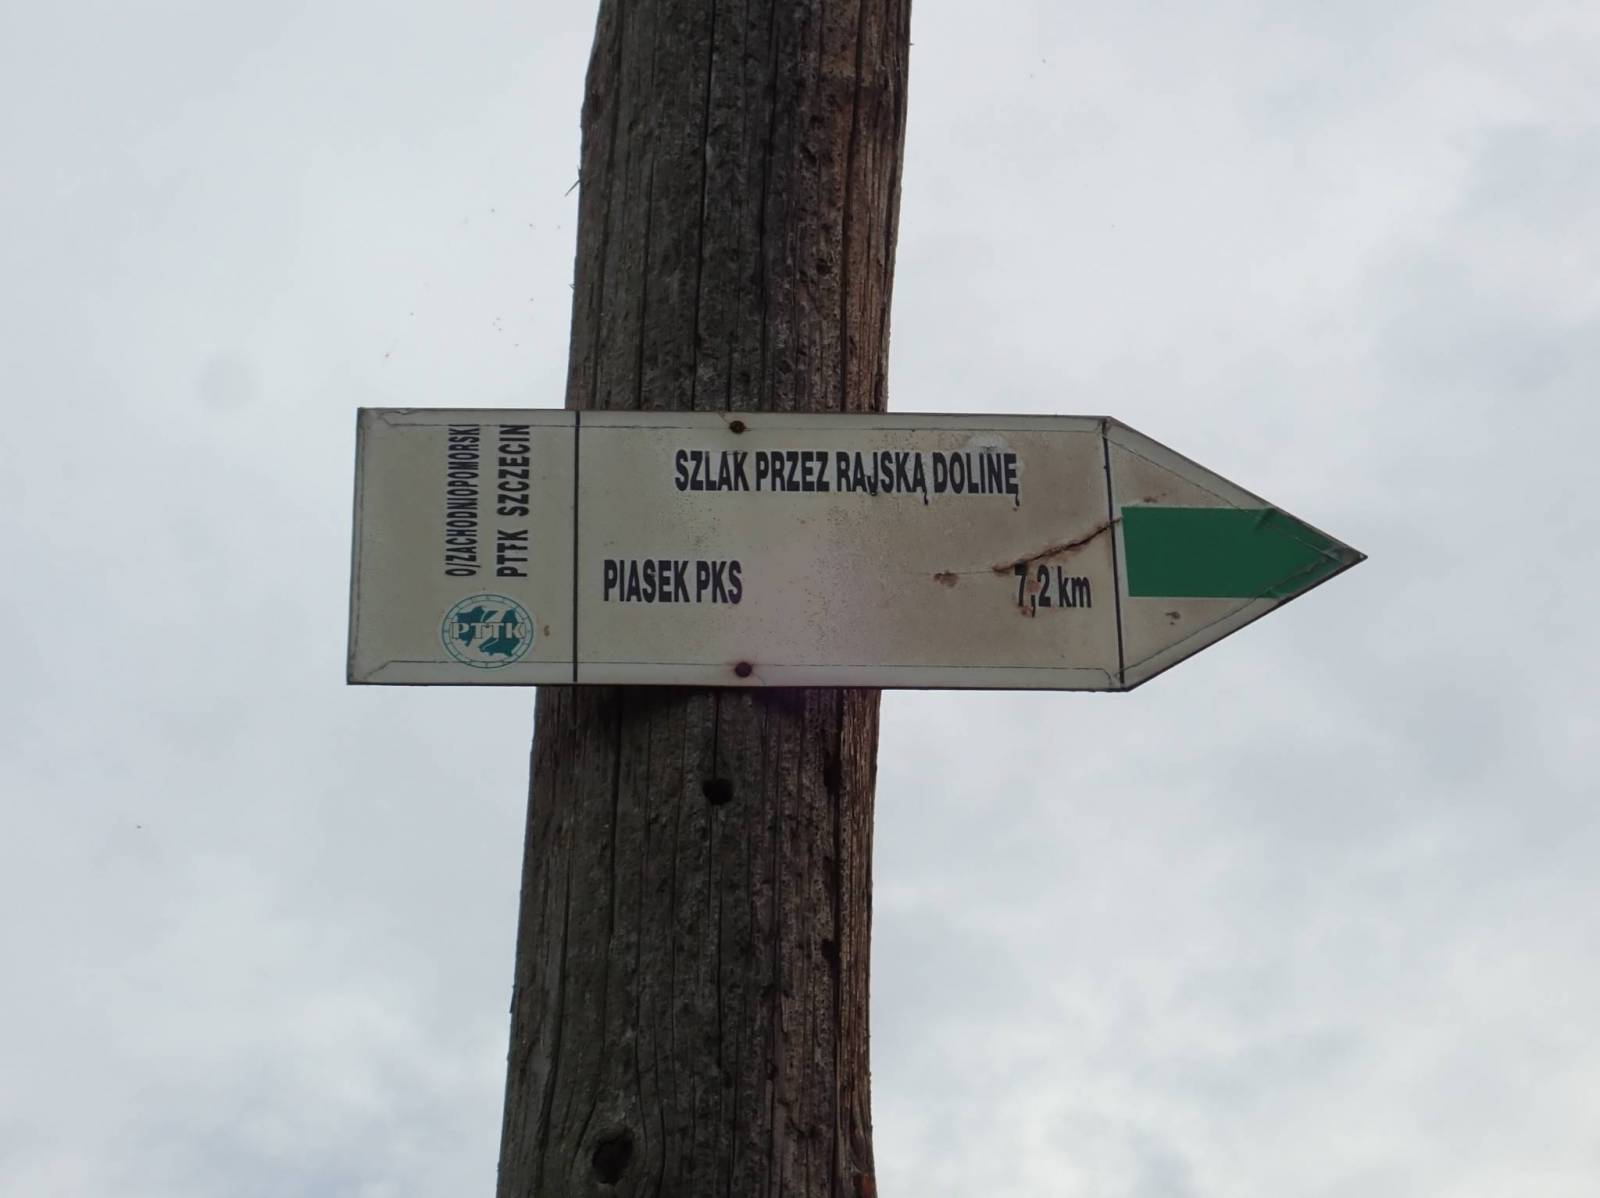 O/ZACHODNIOPOMORSKI
PTTK SZCZECIN
PTTK
SZLAK PRZEZ RAJSKĄ DOLINĘ
PIASEK PKS 7,2 km